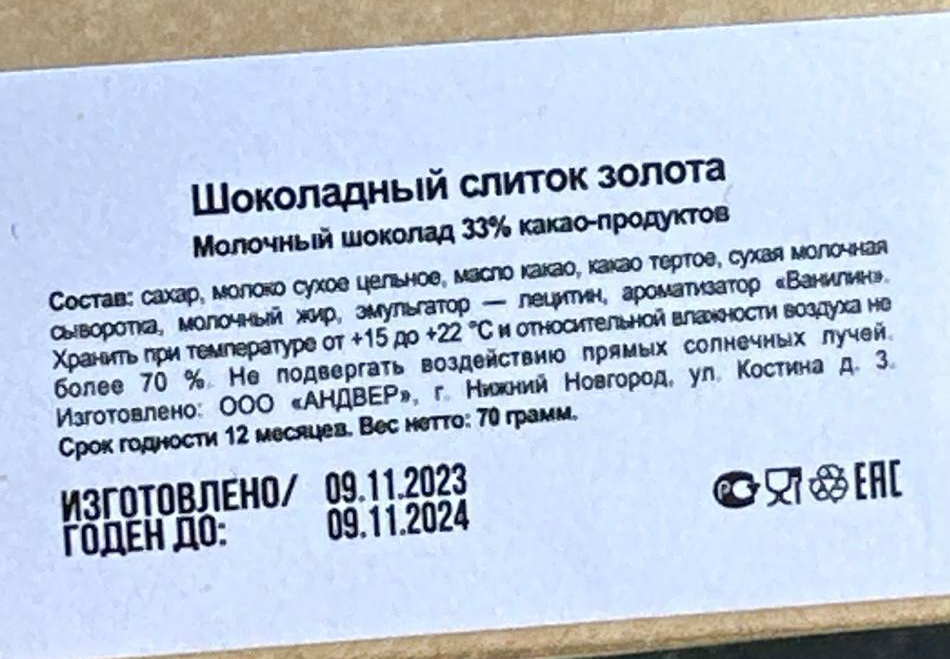 Шоколадный слиток золота
Молочный шоколад 33% какао-продуктов
Состав: сахар, молоко сухое цельное, масло какао, какао тертое, сухая молочная
сыворотка, молочный жир, эмульгатор — лецитин, ароматизатор «Ванилин».
Хранить при температуре от +15 до +22 °С и относительной влажности воздуха не
более 70 %. Не подвергать воздействию прямых солнечных лучей.
Изготовлено: ООО «АНДВЕР», г. Нижний Новгород, ул. Костина д. 3.
Срок годности 12 месяцев. Вес нетто: 70 грамм.
ИЗГОТОВЛЕНО/ 09.11.2023
ГОДЕН ДО: 09.11.2024
РС EAC